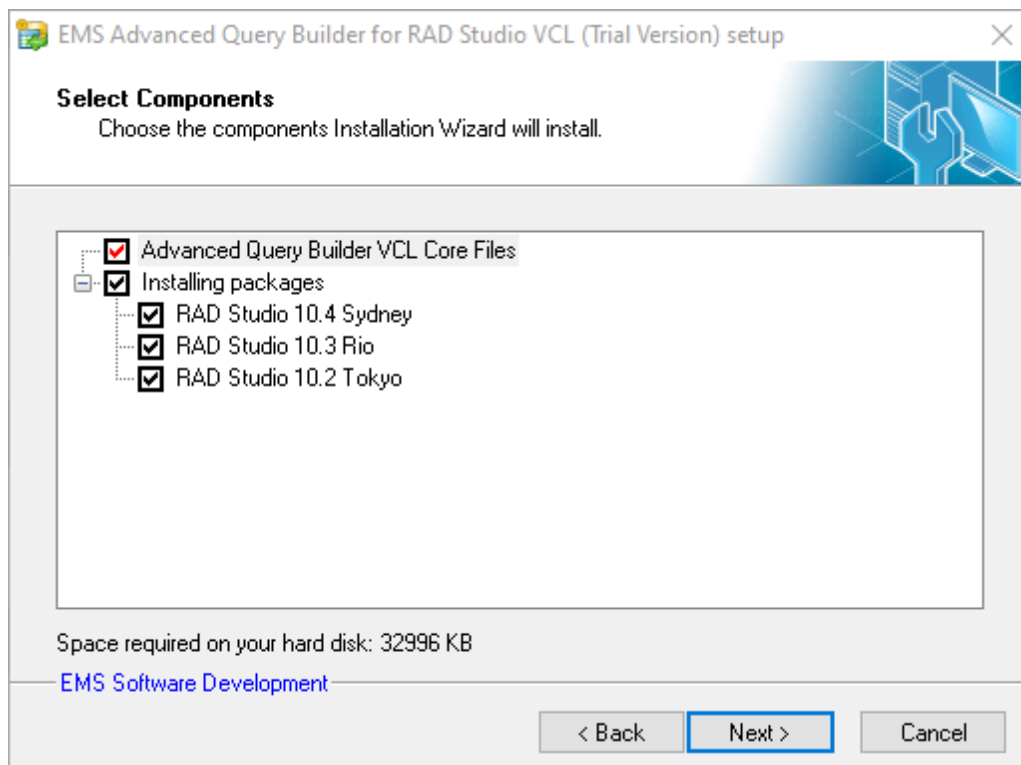 EMS Advanced Query Builder for RAD Studio VCL (Trial Version) setup
Select Components
Choose the components Installation Wizard will install.
Advanced Query Builder VCL Core Files
Installing packages
RAD Studio 10.4 Sydney
RAD Studio 10.3 Rio
RAD Studio 10.2 Tokyo
Space required on your hard disk: 32996 KB
EMS Software Development
< Back
Next >
Cancel